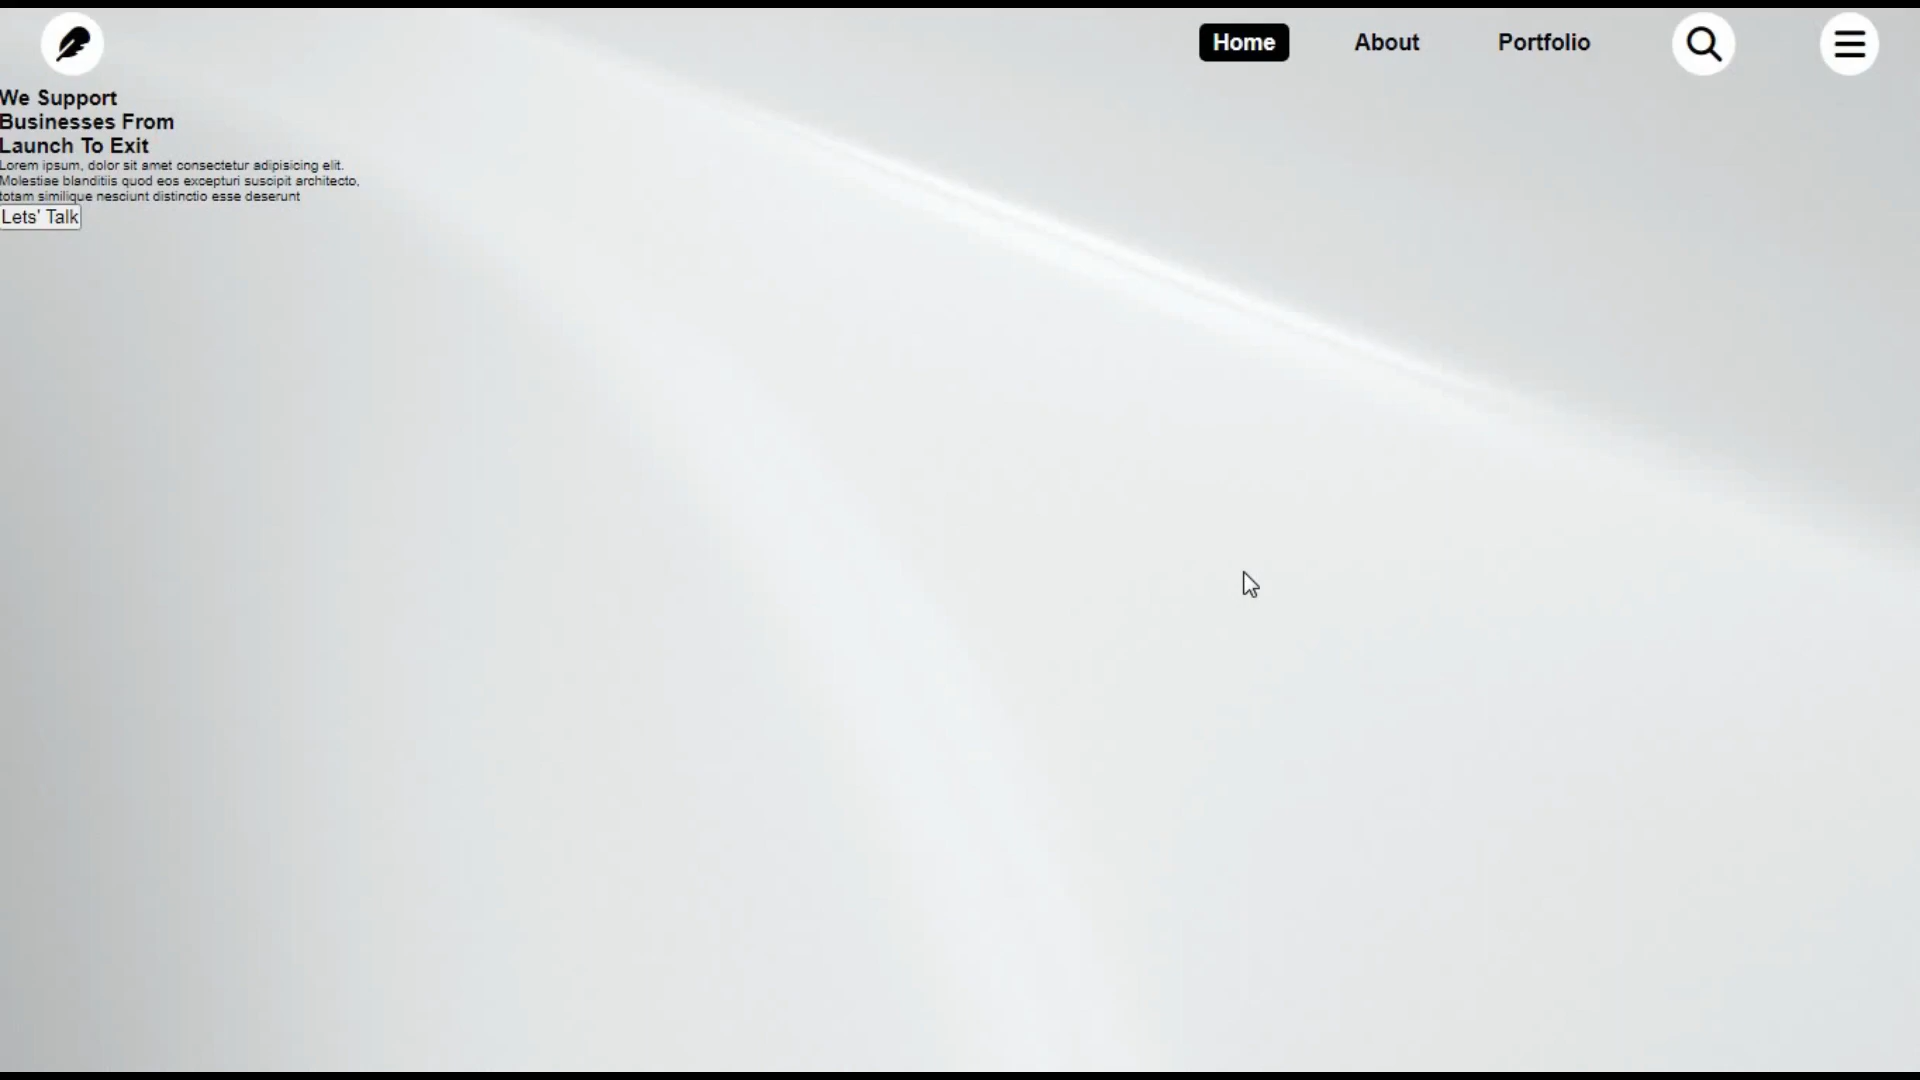 Home About Portfolio
We Support
Businesses From
Launch To Exit
Lorem ipsum, dolor sit amet consectetur adipisicing elit.
Molestiae blanditiis quod eos excepturi suscipit architecto,
totam similique nesciunt distinctio esse deserunt
Lets' Talk